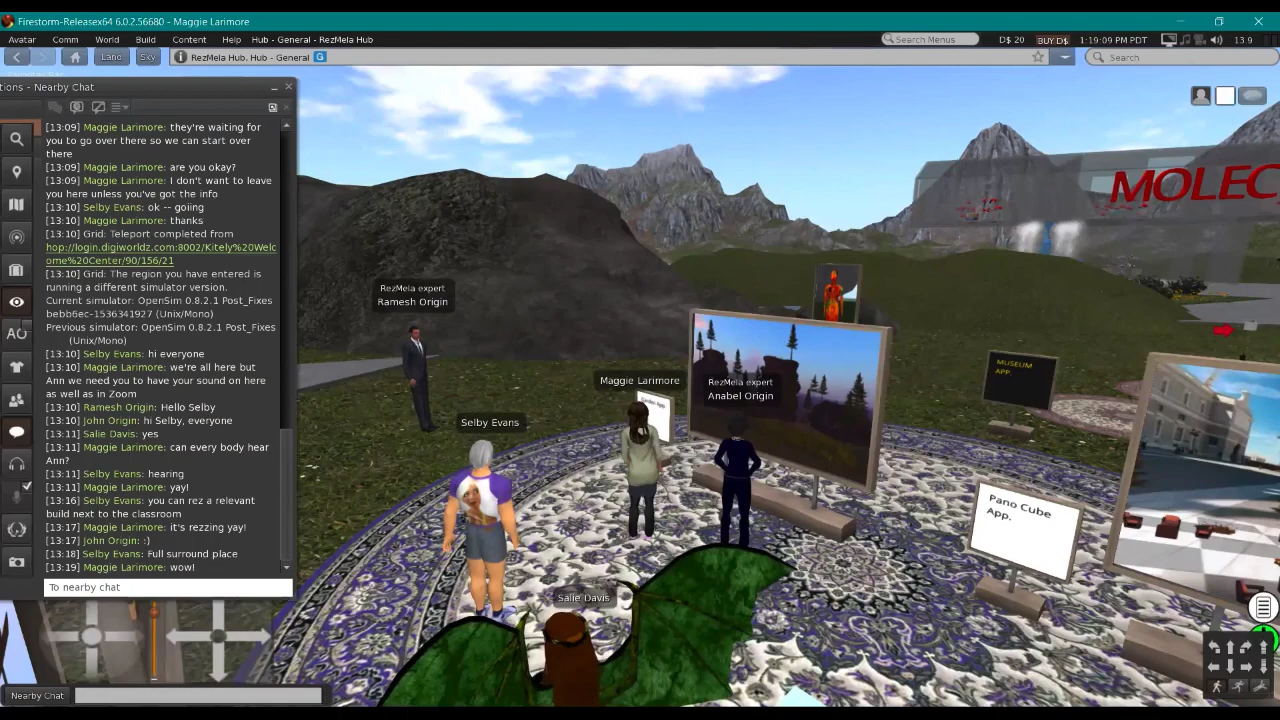 Firestorm-Releasex64 6.0.2.56680 - Maggie Larimore
Avatar Comm World Build Content Help Hub - General - RezMela Hub
Search Menus D$ 20 BUY D$ 1:19:09 PM PDT 13.9
Land Sky RezMela Hub, Hub - General G Search
tions - Nearby Chat
[13:09] Maggie Larimore: they're waiting for
you to go over there so we can start over
there
[13:09] Maggie Larimore: are you okay?
[13:09] Maggie Larimore: I don't want to leave
you here unless you've got the info
[13:10] Selby Evans: ok -- goiing
[13:10] Maggie Larimore: thanks
[13:10] Grid: Teleport completed from
hop://login.digiworldz.com:8002/Kitely%20Welc
ome%20Center/90/156/21
[13:10] Grid: The region you have entered is
running a different simulator version.
Current simulator: OpenSim 0.8.2.1 Post_Fixes
bebb6ec-1536341927 (Unix/Mono)
Previous simulator: OpenSim 0.8.2.1 Post_Fixes
(Unix/Mono)
[13:10] Selby Evans: hi everyone
[13:10] Maggie Larimore: we're all here but
Ann we need you to have your sound on here
as well as in Zoom
[13:10] Ramesh Origin: Hello Selby
[13:10] John Origin: hi Selby, everyone
[13:11] Salie Davis: yes
[13:11] Maggie Larimore: can every body hear
Ann?
[13:11] Selby Evans: hearing
[13:11] Maggie Larimore: yay!
[13:16] Selby Evans: you can rez a relevant
build next to the classroom
[13:17] Maggie Larimore: it's rezzing yay!
[13:17] John Origin: :)
[13:18] Selby Evans: Full surround place
[13:19] Maggie Larimore: wow!
To nearby chat
Nearby Chat
RezMela expert
Ramesh Origin
Selby Evans
Maggie Larimore
RezMela expert
Anabel Origin
Salie Davis
MOLEC
MUSEUM
APP.
Pano Cube
App.